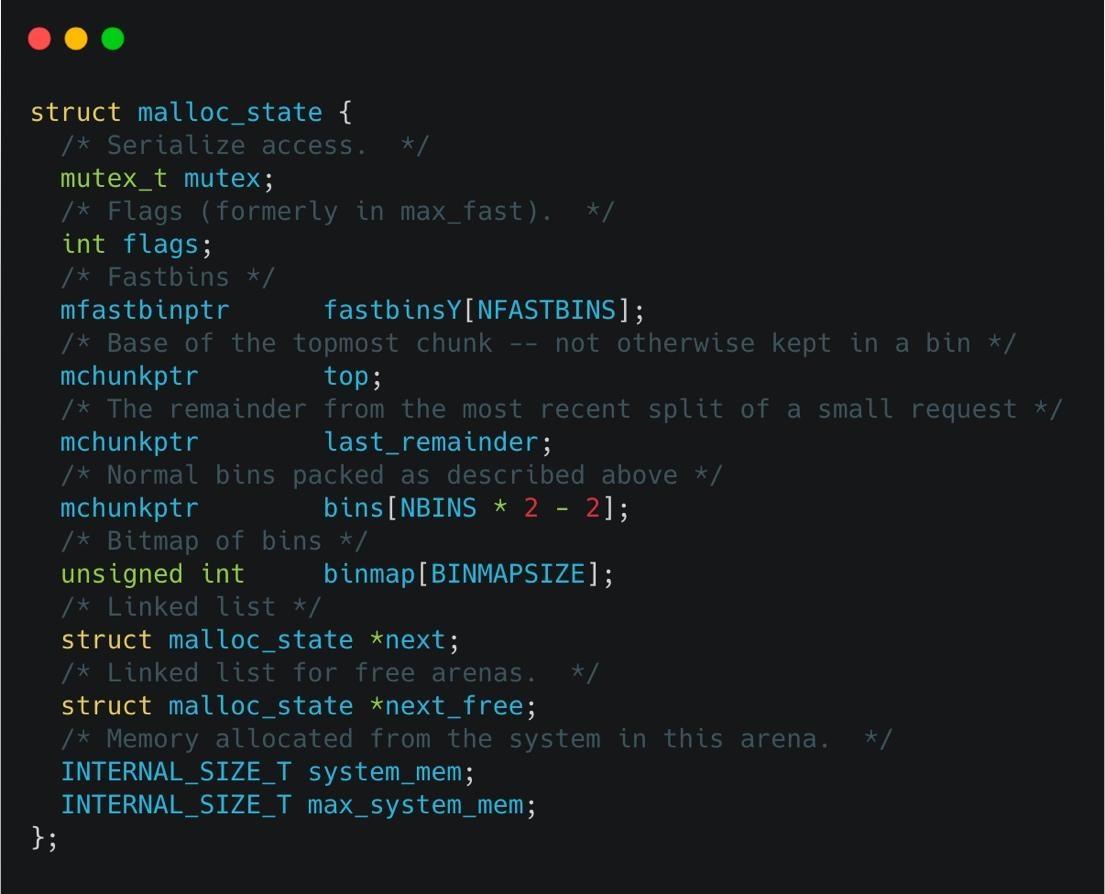 struct malloc_state {
  /* Serialize access.  */
  mutex_t mutex;
  /* Flags (formerly in max_fast).  */
  int flags;
  /* Fastbins */
  mfastbinptr      fastbinsY[NFASTBINS];
  /* Base of the topmost chunk -- not otherwise kept in a bin */
  mchunkptr        top;
  /* The remainder from the most recent split of a small request */
  mchunkptr        last_remainder;
  /* Normal bins packed as described above */
  mchunkptr        bins[NBINS * 2 - 2];
  /* Bitmap of bins */
  unsigned int     binmap[BINMAPSIZE];
  /* Linked list */
  struct malloc_state *next;
  /* Linked list for free arenas.  */
  struct malloc_state *next_free;
  /* Memory allocated from the system in this arena.  */
  INTERNAL_SIZE_T system_mem;
  INTERNAL_SIZE_T max_system_mem;
};